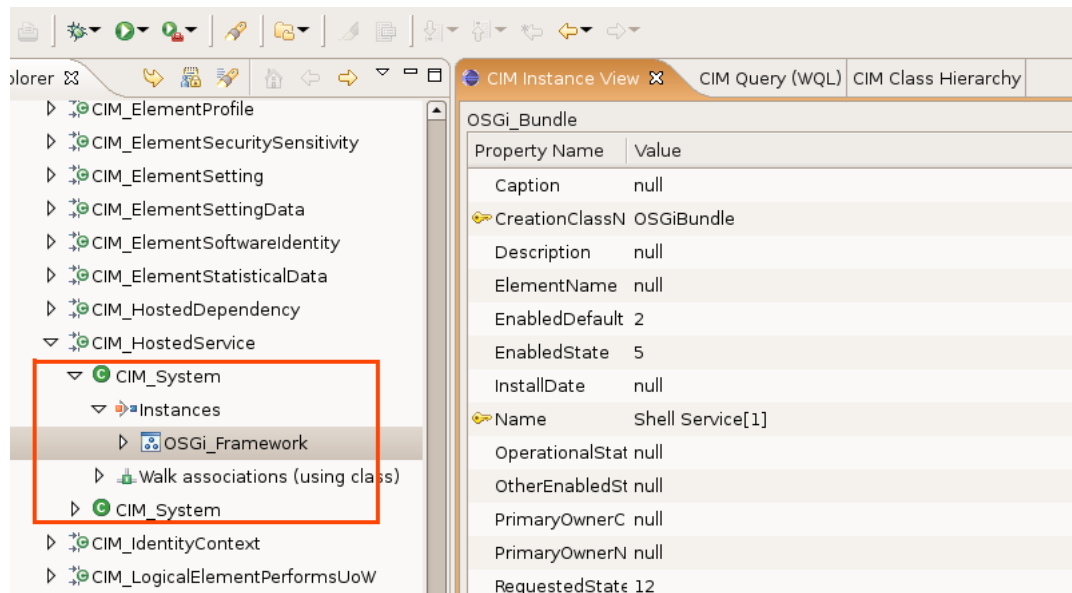 plorer
CIM_ElementProfile
CIM_ElementSecuritySensitivity
CIM_ElementSetting
CIM_ElementSettingData
CIM_ElementSoftwareIdentity
CIM_ElementStatisticalData
CIM_HostedDependency
CIM_HostedService
CIM_System
Instances
OSGi_Framework
Walk associations (using class)
CIM_System
CIM_IdentityContext
CIM_LogicalElementPerformsUoW
CIM Instance View CIM Query (WQL) CIM Class Hierarchy
OSGi_Bundle
Property Name Value
Caption null
CreationClassN OSGiBundle
Description null
ElementName null
EnabledDefault 2
EnabledState 5
InstallDate null
Name Shell Service[1]
OperationalStat null
OtherEnabledSt null
PrimaryOwnerC null
PrimaryOwnerN null
RequestedState 12